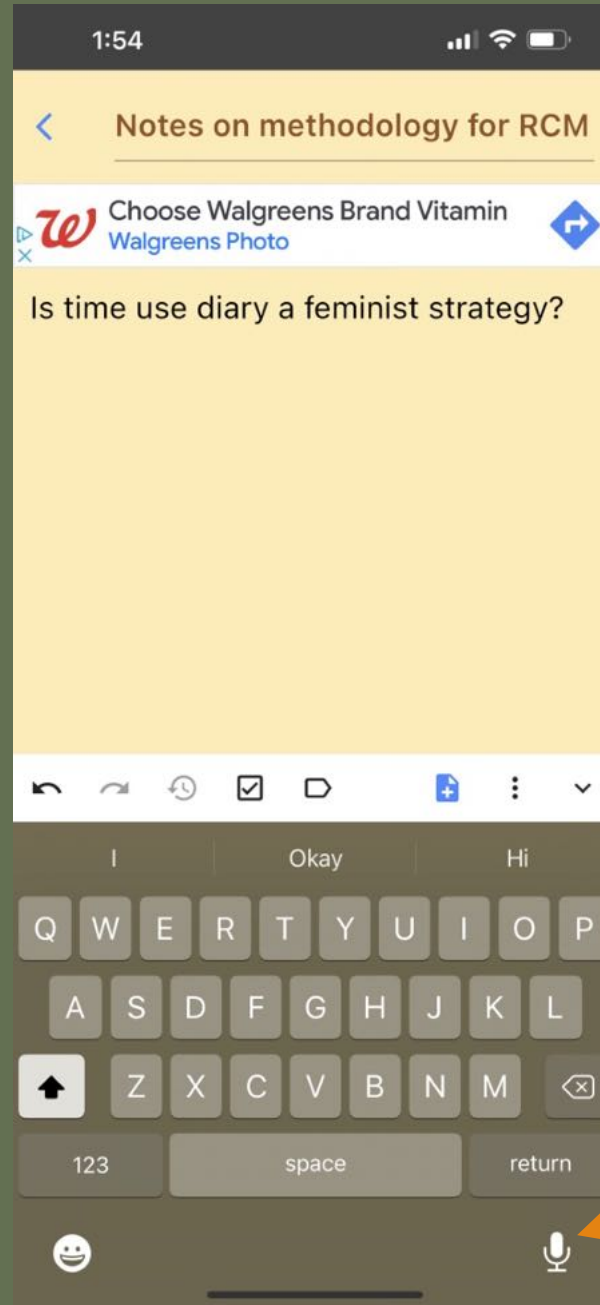 1:54
Notes on methodology for RCM
Choose Walgreens Brand Vitamin
Walgreens Photo
Is time use diary a feminist strategy?
I Okay Hi
Q W E R T Y U I O P
A S D F G H J K L
Z X C V B N M
123 space return